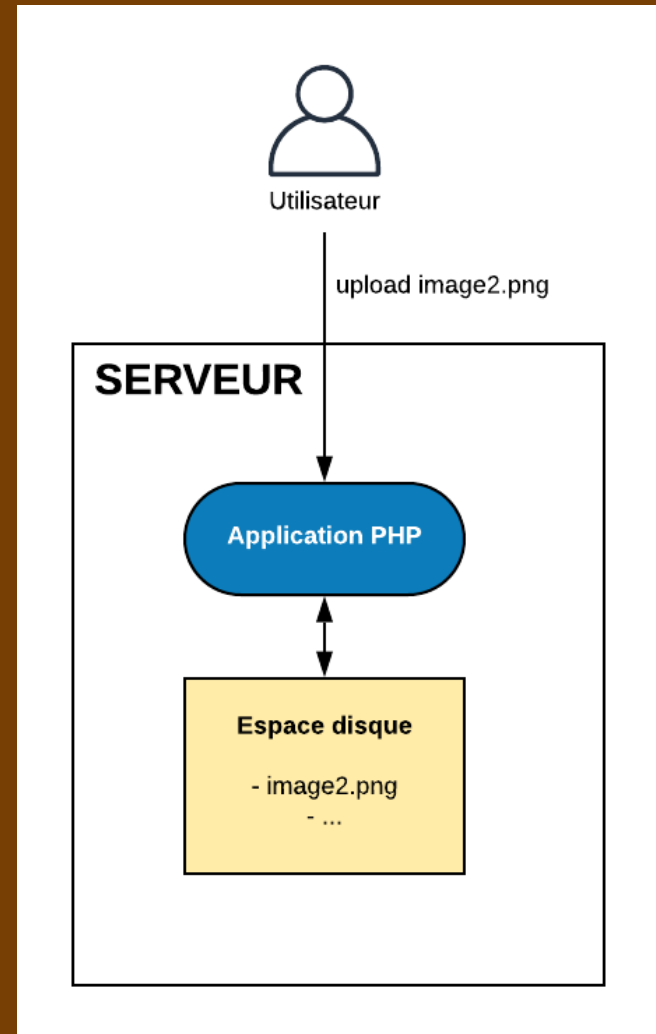 Utilisateur
upload image2.png
SERVEUR
Application PHP
Espace disque
- image2.png
- ...